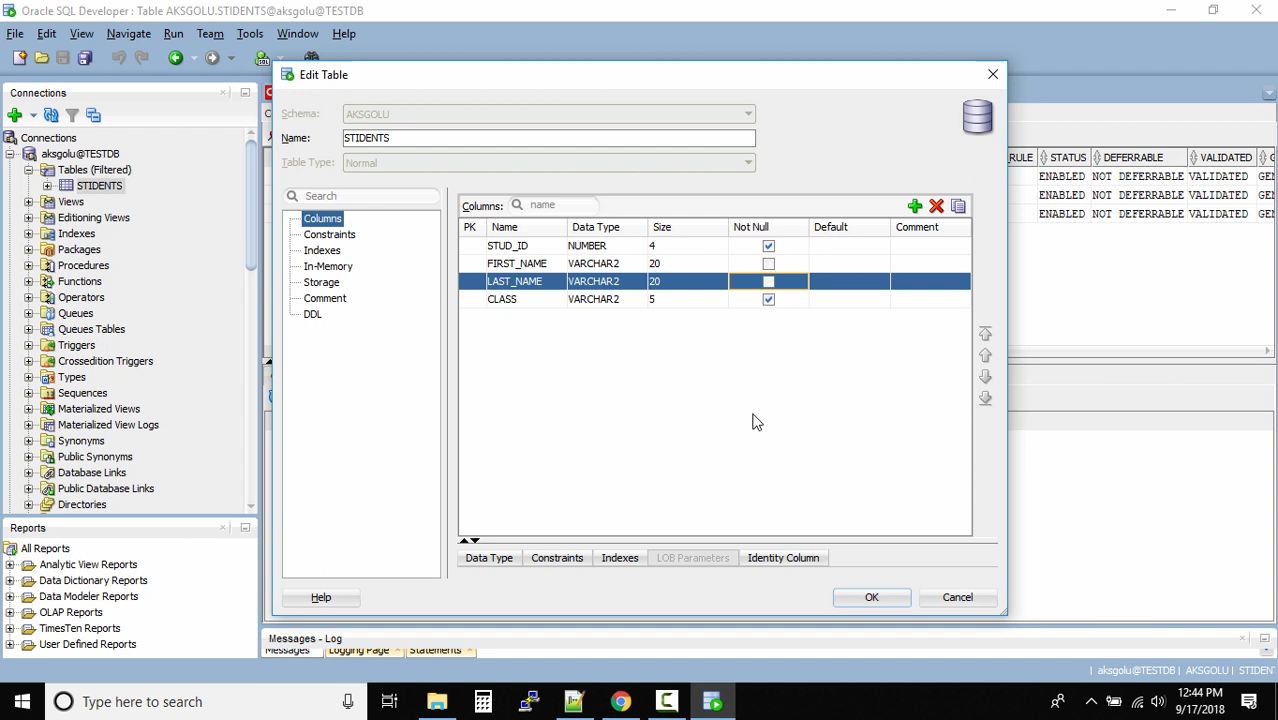 Oracle SQL Developer : Table AKSGOLU.STIDENTS@aksgolu@TESTDB
File Edit View Navigate Run Team Tools Window Help
Connections
Connections
aksgolu@TESTDB
Tables (Filtered)
STIDENTS
Views
Editioning Views
Indexes
Packages
Procedures
Functions
Operators
Queues
Queues Tables
Triggers
Crossedition Triggers
Types
Sequences
Materialized Views
Materialized View Logs
Synonyms
Public Synonyms
Database Links
Public Database Links
Directories
Reports
All Reports
Analytic View Reports
Data Dictionary Reports
Data Modeler Reports
OLAP Reports
TimesTen Reports
User Defined Reports
Edit Table
Schema: AKSGOLU
Name: STIDENTS
Table Type: Normal
Search
Columns
Constraints
Indexes
In-Memory
Storage
Comment
DDL
Columns: name
PK Name Data Type Size Not Null Default Comment
STUD_ID NUMBER 4
FIRST_NAME VARCHAR2 20
LAST_NAME VARCHAR2 20
CLASS VARCHAR2 5
Data Type Constraints Indexes LOB Parameters Identity Column
Help OK Cancel
_RULE STATUS DEFERRABLE VALIDATED
ENABLED NOT DEFERRABLE VALIDATED GEN
ENABLED NOT DEFERRABLE VALIDATED GEN
ENABLED NOT DEFERRABLE VALIDATED GEN
Messages - Log
Messages Logging Page Statements
aksgolu@TESTDB AKSGOLU STIDENT
Type here to search
12:44 PM
9/17/2018